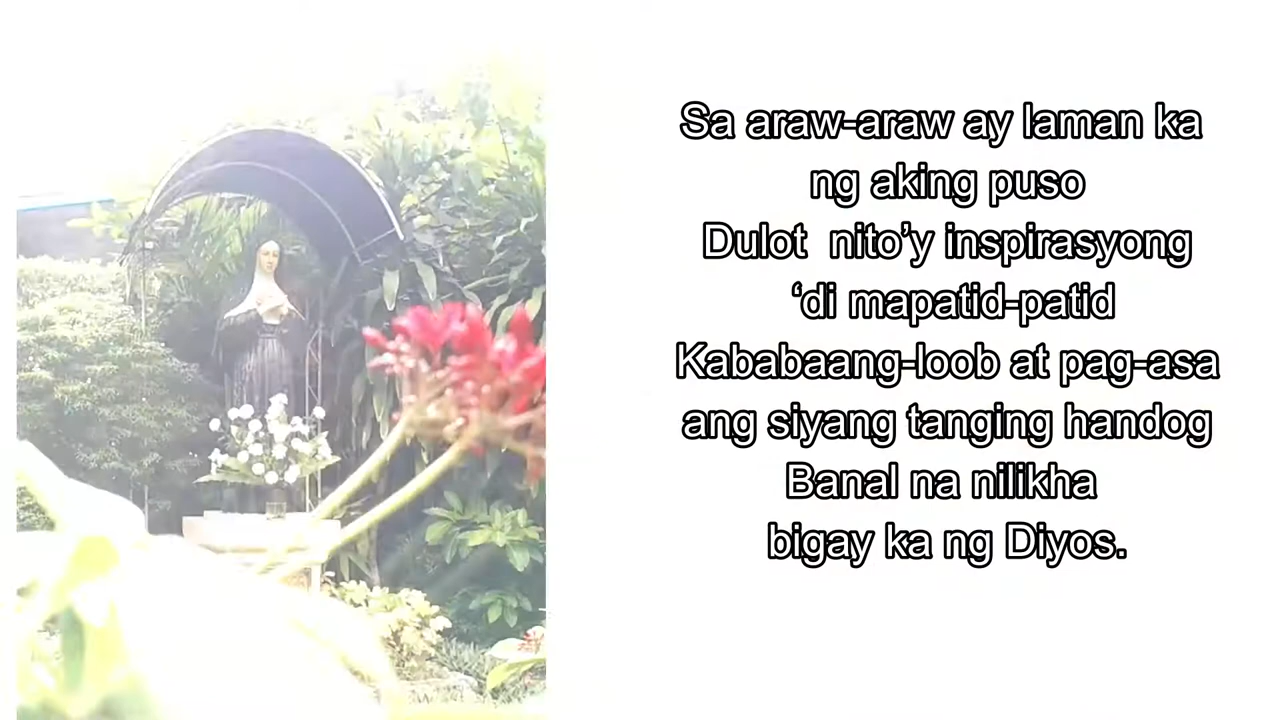 Sa araw-araw ay laman ka
ng aking puso
Dulot  nito’y inspirasyong
‘di mapatid-patid
Kababaang-loob at pag-asa
ang siyang tanging handog
Banal na nilikha
bigay ka ng Diyos.